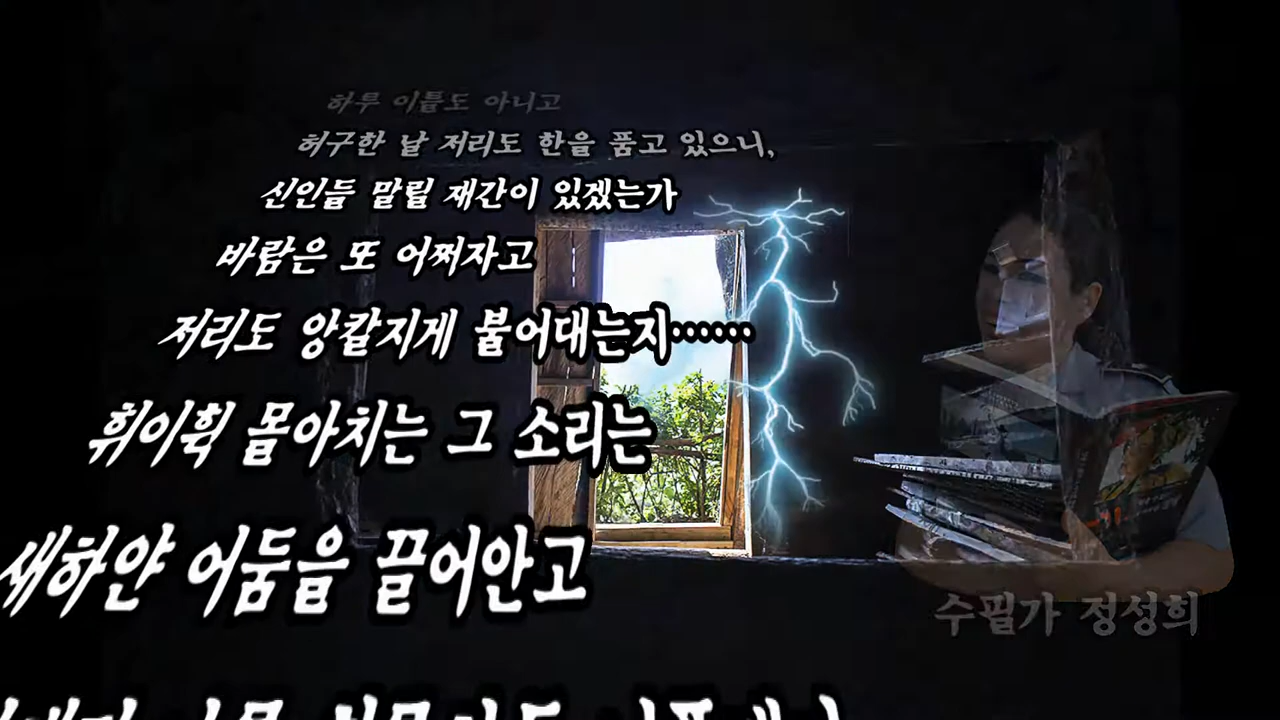 하루 이틀도 아니고
허구한 날 저리도 한을 품고 있으니,
신인들 말릴 재간이 있겠는가
바람은 또 어쩌자고
저리도 앙칼지게 불어대는지……
휘이휙 몰아치는 그 소리는
새하얀 어둠을 끌어안고
수필가 정성희